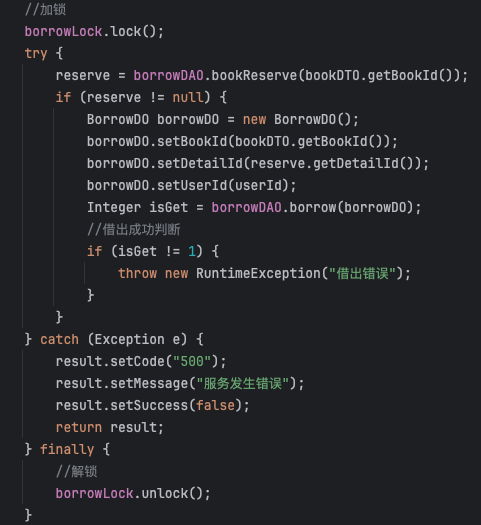 //加锁
borrowLock.lock();
try {
    reserve = borrowDAO.bookReserve(bookDTO.getBookId());
    if (reserve != null) {
        BorrowDO borrowDO = new BorrowDO();
        borrowDO.setBookId(bookDTO.getBookId());
        borrowDO.setDetailId(reserve.getDetailId());
        borrowDO.setUserId(userId);
        Integer isGet = borrowDAO.borrow(borrowDO);
        //借出成功判断
        if (isGet != 1) {
            throw new RuntimeException("借出错误");
        }
    }
} catch (Exception e) {
    result.setCode("500");
    result.setMessage("服务发生错误");
    result.setSuccess(false);
    return result;
} finally {
    //解锁
    borrowLock.unlock();
}